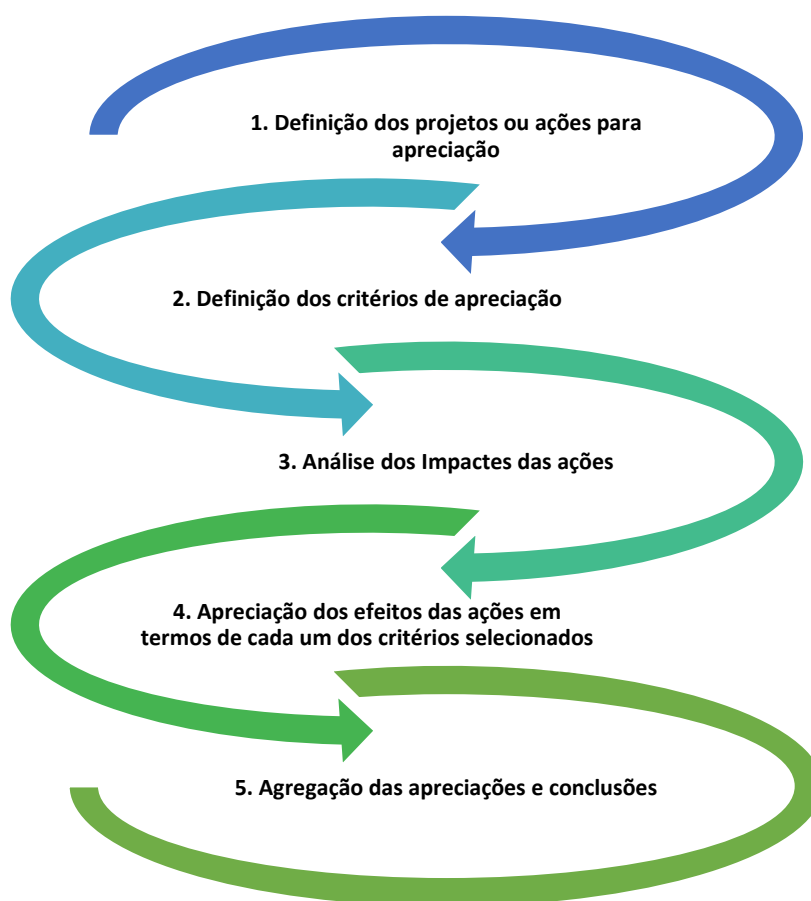 1. Definição dos projetos ou ações para
apreciação
2. Definição dos critérios de apreciação
3. Análise dos Impactes das ações
4. Apreciação dos efeitos das ações em
termos de cada um dos critérios selecionados
5. Agregação das apreciações e conclusões